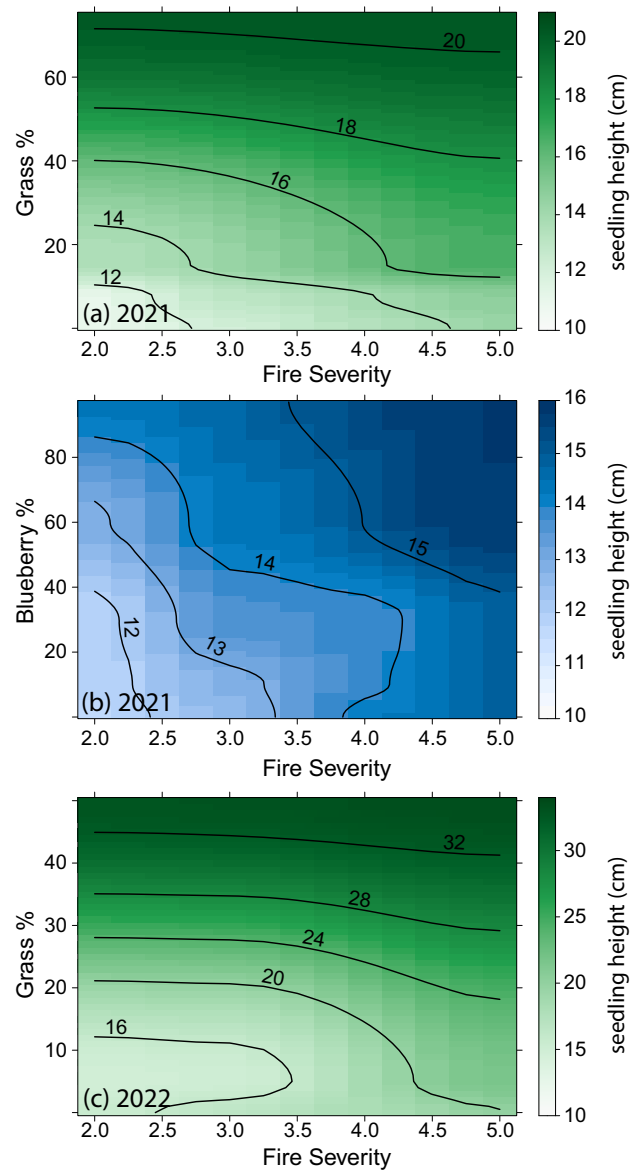 20
18
16
14
12
60
40
20
Grass %
(a) 2021
2.0 2.5 3.0 3.5 4.0 4.5 5.0
Fire Severity
20
18
16
14
12
10
seedling height (cm)
15
14
13
12
80
60
40
20
Blueberry %
(b) 2021
2.0 2.5 3.0 3.5 4.0 4.5 5.0
Fire Severity
16
15
14
13
12
11
10
seedling height (cm)
32
28
24
20
16
40
30
20
10
Grass %
(c) 2022
2.0 2.5 3.0 3.5 4.0 4.5 5.0
Fire Severity
30
25
20
15
10
seedling height (cm)